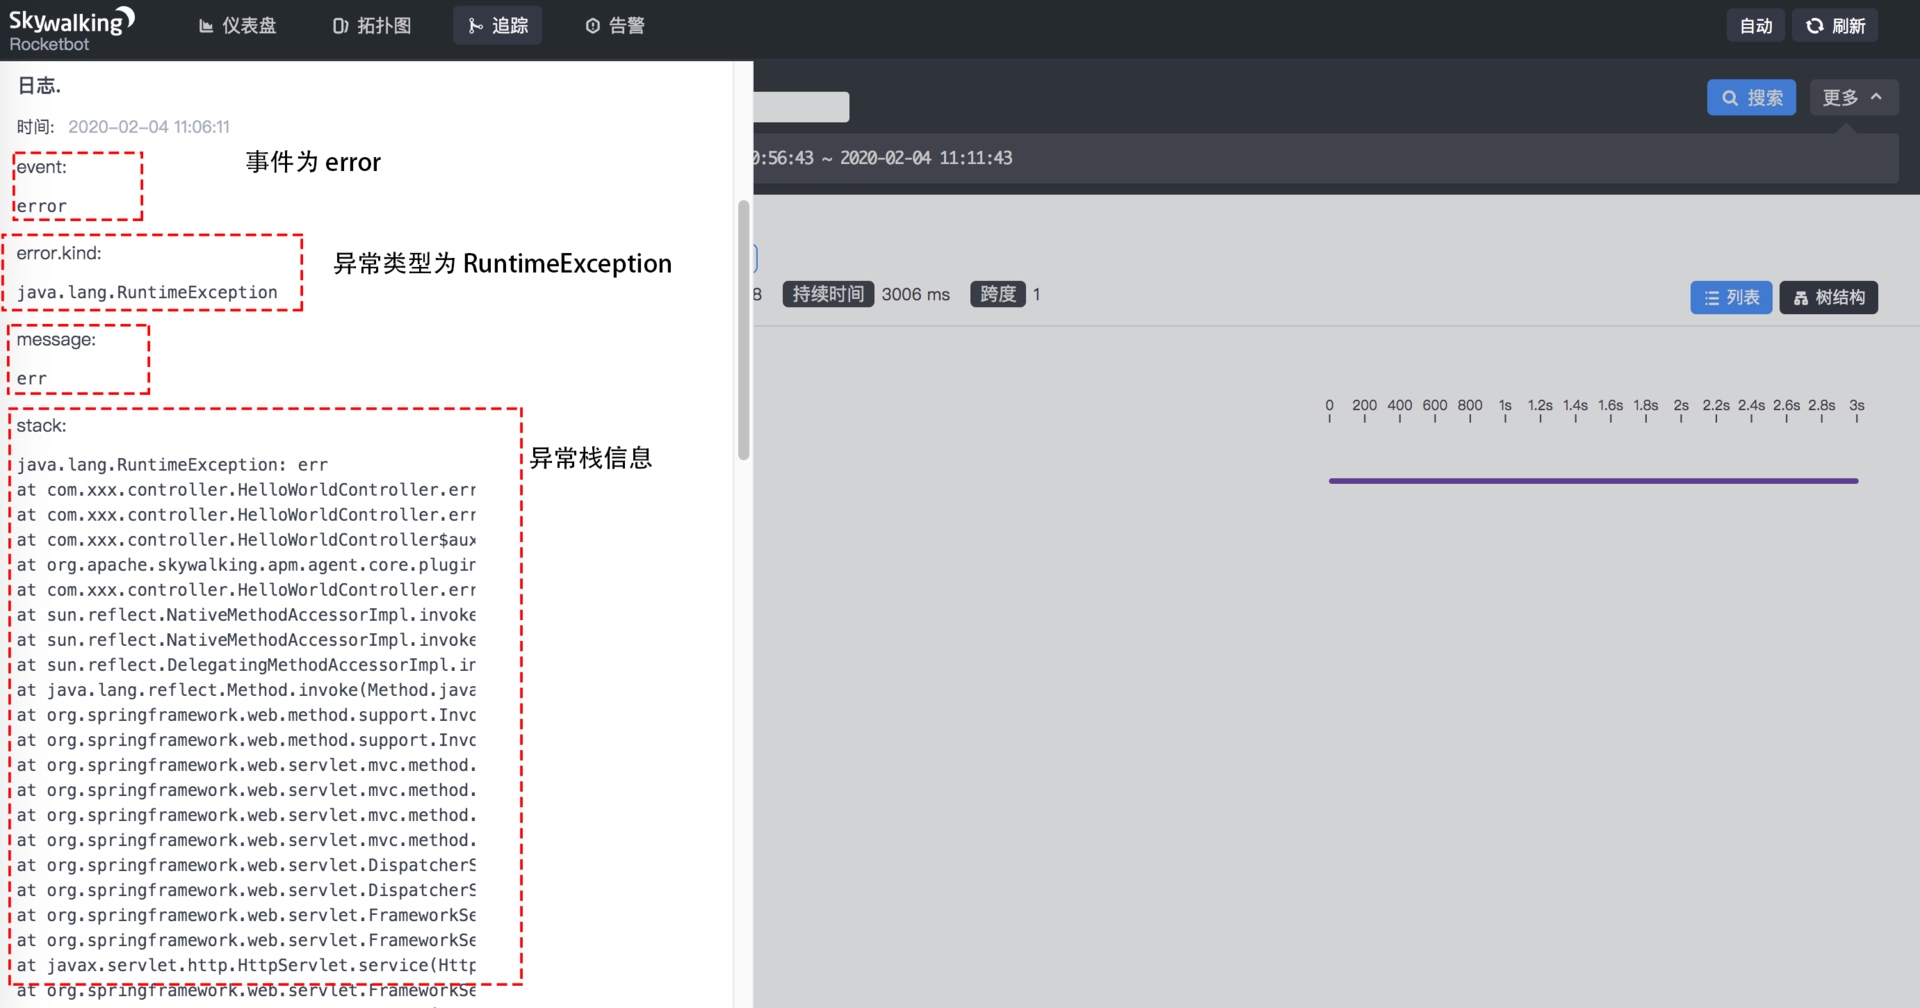 Skywalking
Rocketbot
仪表盘
拓扑图
追踪
告警
自动
刷新
日志.
时间: 2020-02-04 11:06:11
event:
error
事件为 error
error.kind:
java.lang.RuntimeException
异常类型为 RuntimeException
message:
err
stack:
异常栈信息
java.lang.RuntimeException: err
at com.xxx.controller.HelloWorldController.err
at com.xxx.controller.HelloWorldController.err
at com.xxx.controller.HelloWorldController$aux
at org.apache.skywalking.apm.agent.core.plugin
at com.xxx.controller.HelloWorldController.err
at sun.reflect.NativeMethodAccessorImpl.invoke
at sun.reflect.NativeMethodAccessorImpl.invoke
at sun.reflect.DelegatingMethodAccessorImpl.in
at java.lang.reflect.Method.invoke(Method.java
at org.springframework.web.method.support.Invo
at org.springframework.web.method.support.Invo
at org.springframework.web.servlet.mvc.method.
at org.springframework.web.servlet.mvc.method.
at org.springframework.web.servlet.mvc.method.
at org.springframework.web.servlet.mvc.method.
at org.springframework.web.servlet.DispatcherS
at org.springframework.web.servlet.DispatcherS
at org.springframework.web.servlet.FrameworkSe
at org.springframework.web.servlet.FrameworkSe
at javax.servlet.http.HttpServlet.service(Http
at org.springframework.web.servlet.FrameworkSe
搜索
更多
0:56:43 ~ 2020-02-04 11:11:43
8 持续时间 3006 ms 跨度 1
列表
树结构
0 200 400 600 800 1s 1.2s 1.4s 1.6s 1.8s 2s 2.2s 2.4s 2.6s 2.8s 3s